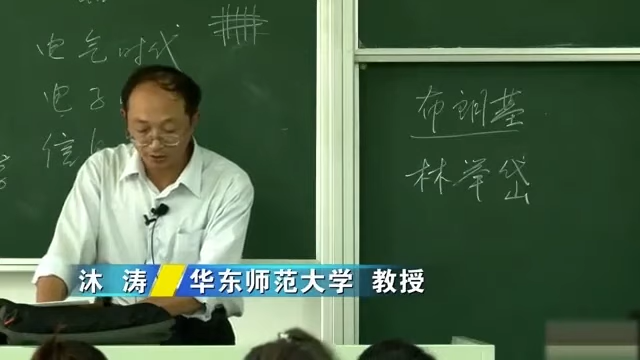 电气时代
电子
信息
布朗基
林举岱
沐 涛 华东师范大学 教授